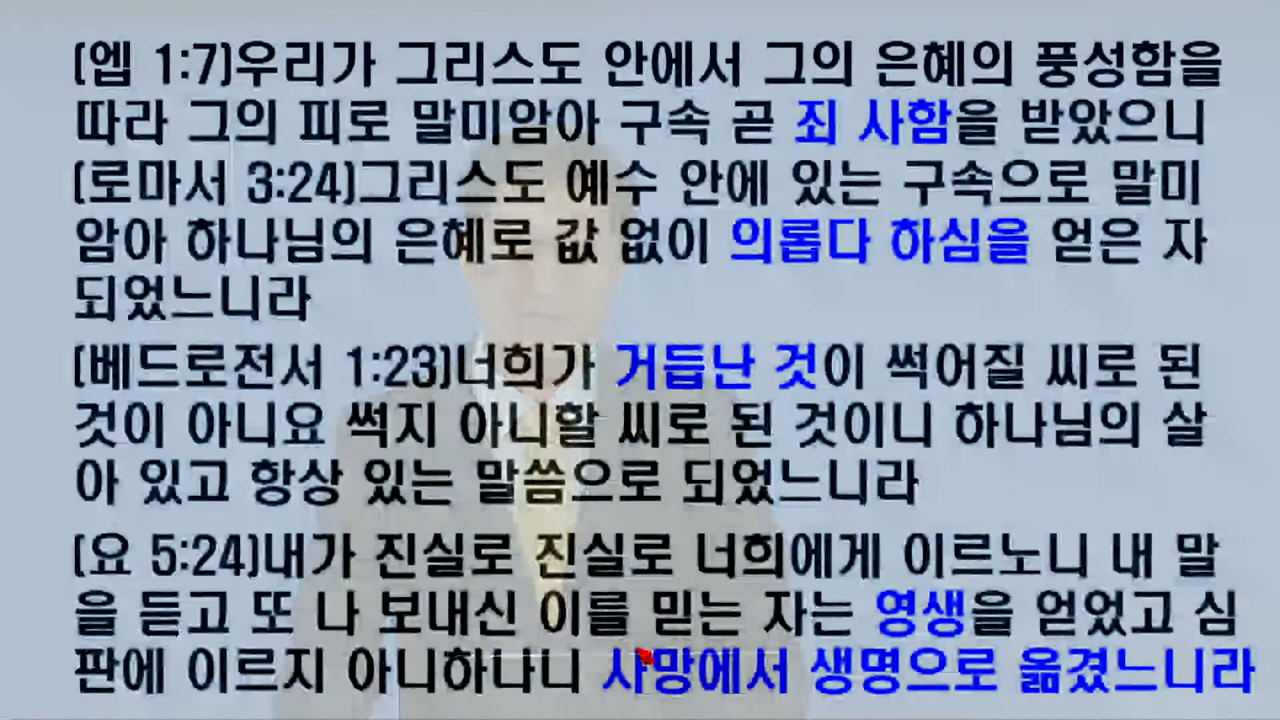 (엡 1:7)우리가 그리스도 안에서 그의 은혜의 풍성함을
따라 그의 피로 말미암아 구속 곧 죄 사함을 받았으니
(로마서 3:24)그리스도 예수 안에 있는 구속으로 말미
암아 하나님의 은혜로 값 없이 의롭다 하심을 얻은 자
되었느니라
(베드로전서 1:23)너희가 거듭난 것이 썩어질 씨로 된
것이 아니요 썩지 아니할 씨로 된 것이니 하나님의 살
아 있고 항상 있는 말씀으로 되었느니라
(요 5:24)내가 진실로 진실로 너희에게 이르노니 내 말
을 듣고 또 나 보내신 이를 믿는 자는 영생을 얻었고 심
판에 이르지 아니하나니 사망에서 생명으로 옮겼느니라